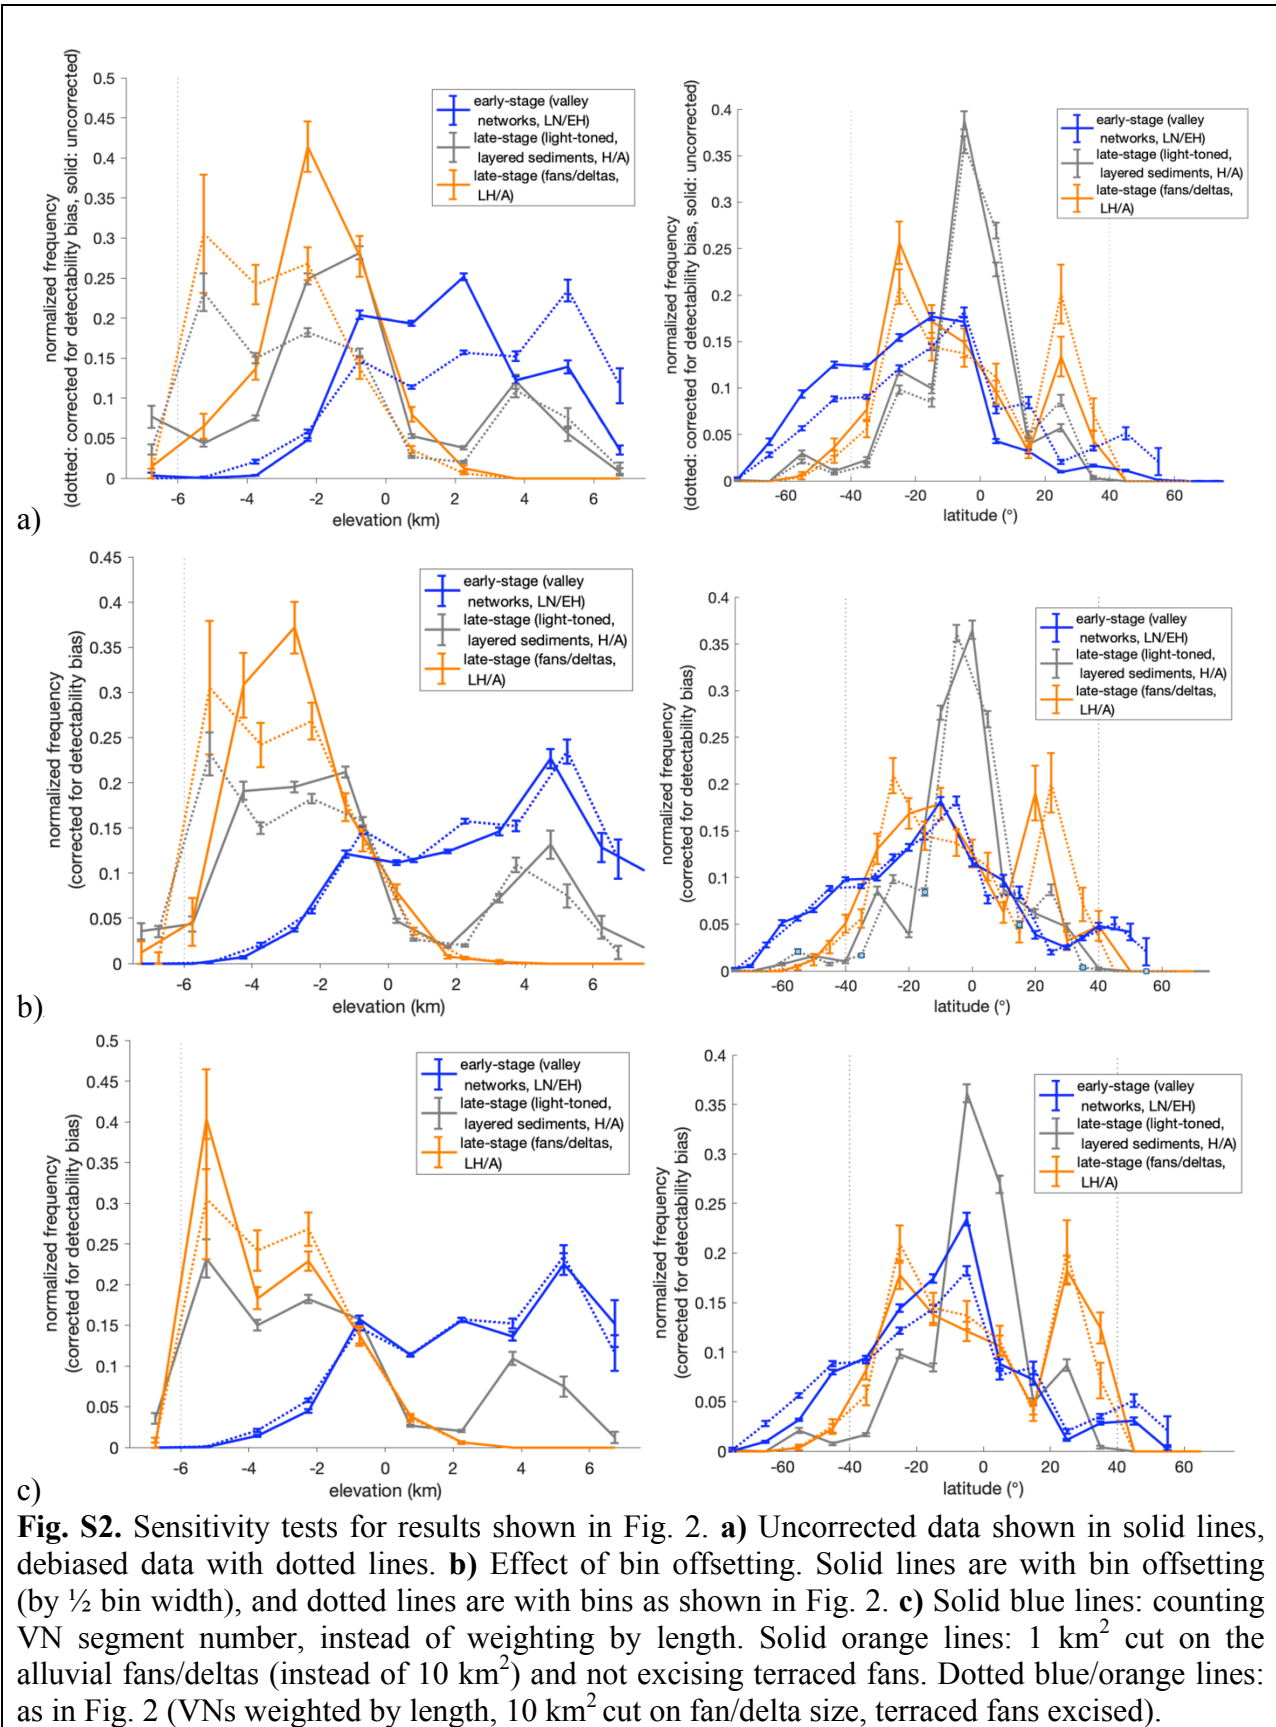 normalized frequency
(dotted: corrected for detectability bias, solid: uncorrected)
0.5
0.45
0.4
0.35
0.3
0.25
0.2
0.15
0.1
0.05
0
early-stage (valley
networks, LN/EH)
late-stage (light-toned,
layered sediments, H/A)
late-stage (fans/deltas,
LH/A)
-6 -4 -2 0 2 4 6
elevation (km)
normalized frequency
(dotted: corrected for detectability bias, solid: uncorrected)
0.4
0.35
0.3
0.25
0.2
0.15
0.1
0.05
0
early-stage (valley
networks, LN/EH)
late-stage (light-toned,
layered sediments, H/A)
late-stage (fans/deltas,
LH/A)
-60 -40 -20 0 20 40 60
latitude (°)
a)
normalized frequency
(corrected for detectability bias)
0.45
0.4
0.35
0.3
0.25
0.2
0.15
0.1
0.05
0
early-stage (valley
networks, LN/EH)
late-stage (light-toned,
layered sediments, H/A)
late-stage (fans/deltas,
LH/A)
-6 -4 -2 0 2 4 6
elevation (km)
normalized frequency
(corrected for detectability bias)
0.4
0.35
0.3
0.25
0.2
0.15
0.1
0.05
0
early-stage (valley
networks, LN/EH)
late-stage (light-toned,
layered sediments, H/A)
late-stage (fans/deltas,
LH/A)
-60 -40 -20 0 20 40 60
latitude (°)
b)
normalized frequency
(corrected for detectability bias)
0.5
0.45
0.4
0.35
0.3
0.25
0.2
0.15
0.1
0.05
0
early-stage (valley
networks, LN/EH)
late-stage (light-toned,
layered sediments, H/A)
late-stage (fans/deltas,
LH/A)
-6 -4 -2 0 2 4 6
elevation (km)
normalized frequency
(corrected for detectability bias)
0.4
0.35
0.3
0.25
0.2
0.15
0.1
0.05
0
early-stage (valley
networks, LN/EH)
late-stage (light-toned,
layered sediments, H/A)
late-stage (fans/deltas,
LH/A)
-60 -40 -20 0 20 40 60
latitude (°)
c)
Fig. S2. Sensitivity tests for results shown in Fig. 2. a) Uncorrected data shown in solid lines,
debiased data with dotted lines. b) Effect of bin offsetting. Solid lines are with bin offsetting
(by ½ bin width), and dotted lines are with bins as shown in Fig. 2. c) Solid blue lines: counting
VN segment number, instead of weighting by length. Solid orange lines: 1 km² cut on the
alluvial fans/deltas (instead of 10 km²) and not excising terraced fans. Dotted blue/orange lines:
as in Fig. 2 (VNs weighted by length, 10 km² cut on fan/delta size, terraced fans excised).